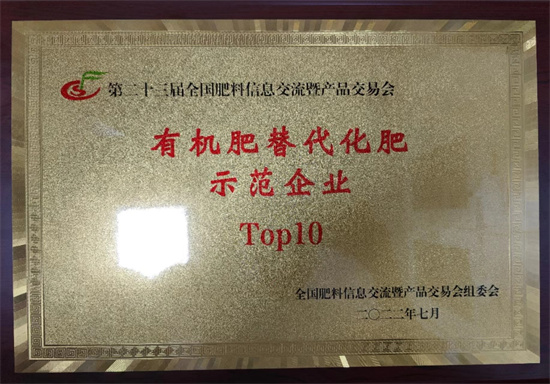 第二十三届全国肥料信息交流暨产品交易会
有机肥替代化肥
示范企业
Top10
全国肥料信息交流暨产品交易会组委会
二〇二二年七月